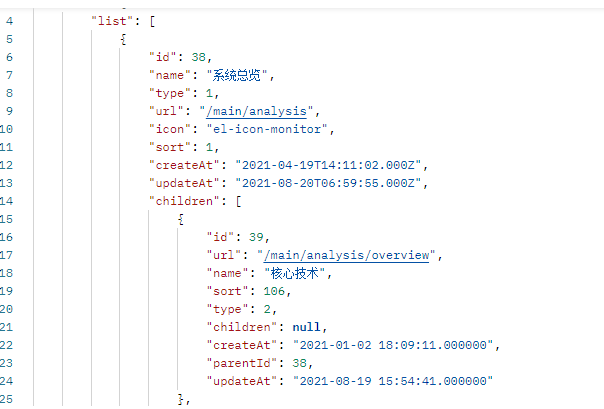 4 "list": [
5 {
6 "id": 38,
7 "name": "系统总览",
8 "type": 1,
9 "url": "/main/analysis",
10 "icon": "el-icon-monitor",
11 "sort": 1,
12 "createAt": "2021-04-19T14:11:02.000Z",
13 "updateAt": "2021-08-20T06:59:55.000Z",
14 "children": [
15 {
16 "id": 39,
17 "url": "/main/analysis/overview",
18 "name": "核心技术",
19 "sort": 106,
20 "type": 2,
21 "children": null,
22 "createAt": "2021-01-02 18:09:11.000000",
23 "parentId": 38,
24 "updateAt": "2021-08-19 15:54:41.000000"
25 },